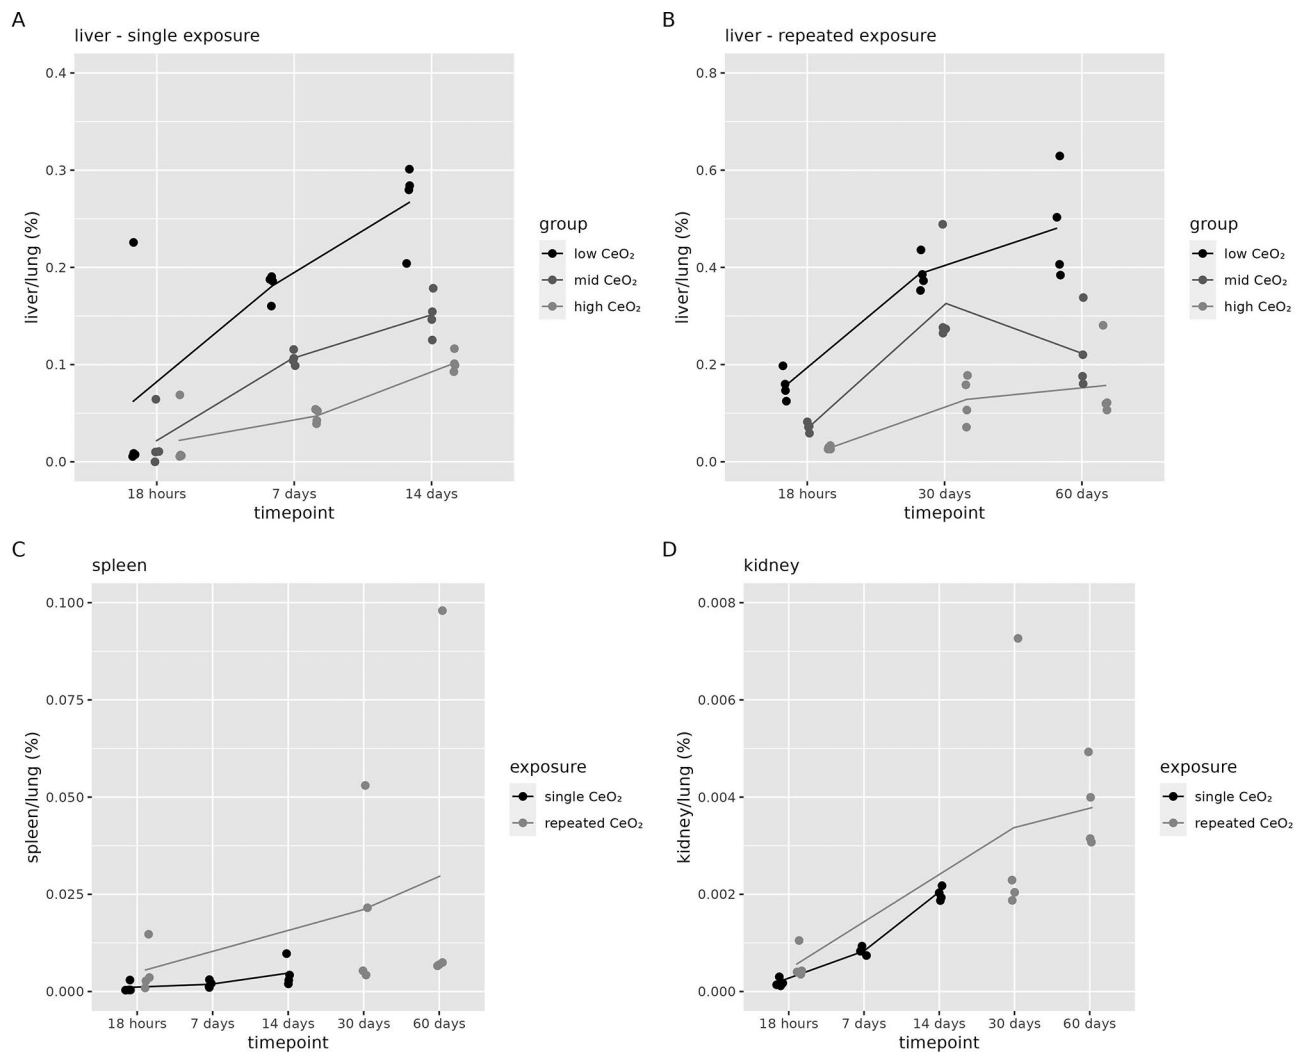 A
liver - single exposure
0.4
0.3
0.2
0.1
0.0
liver/lung (%)
18 hours
7 days
14 days
timepoint
group
low CeO₂
mid CeO₂
high CeO₂
B
liver - repeated exposure
0.8
0.6
0.4
0.2
0.0
liver/lung (%)
18 hours
30 days
60 days
timepoint
group
low CeO₂
mid CeO₂
high CeO₂
C
spleen
0.100
0.075
0.050
0.025
0.000
spleen/lung (%)
18 hours
7 days
14 days
30 days
60 days
timepoint
exposure
single CeO₂
repeated CeO₂
D
kidney
0.008
0.006
0.004
0.002
0.000
kidney/lung (%)
18 hours
7 days
14 days
30 days
60 days
timepoint
exposure
single CeO₂
repeated CeO₂